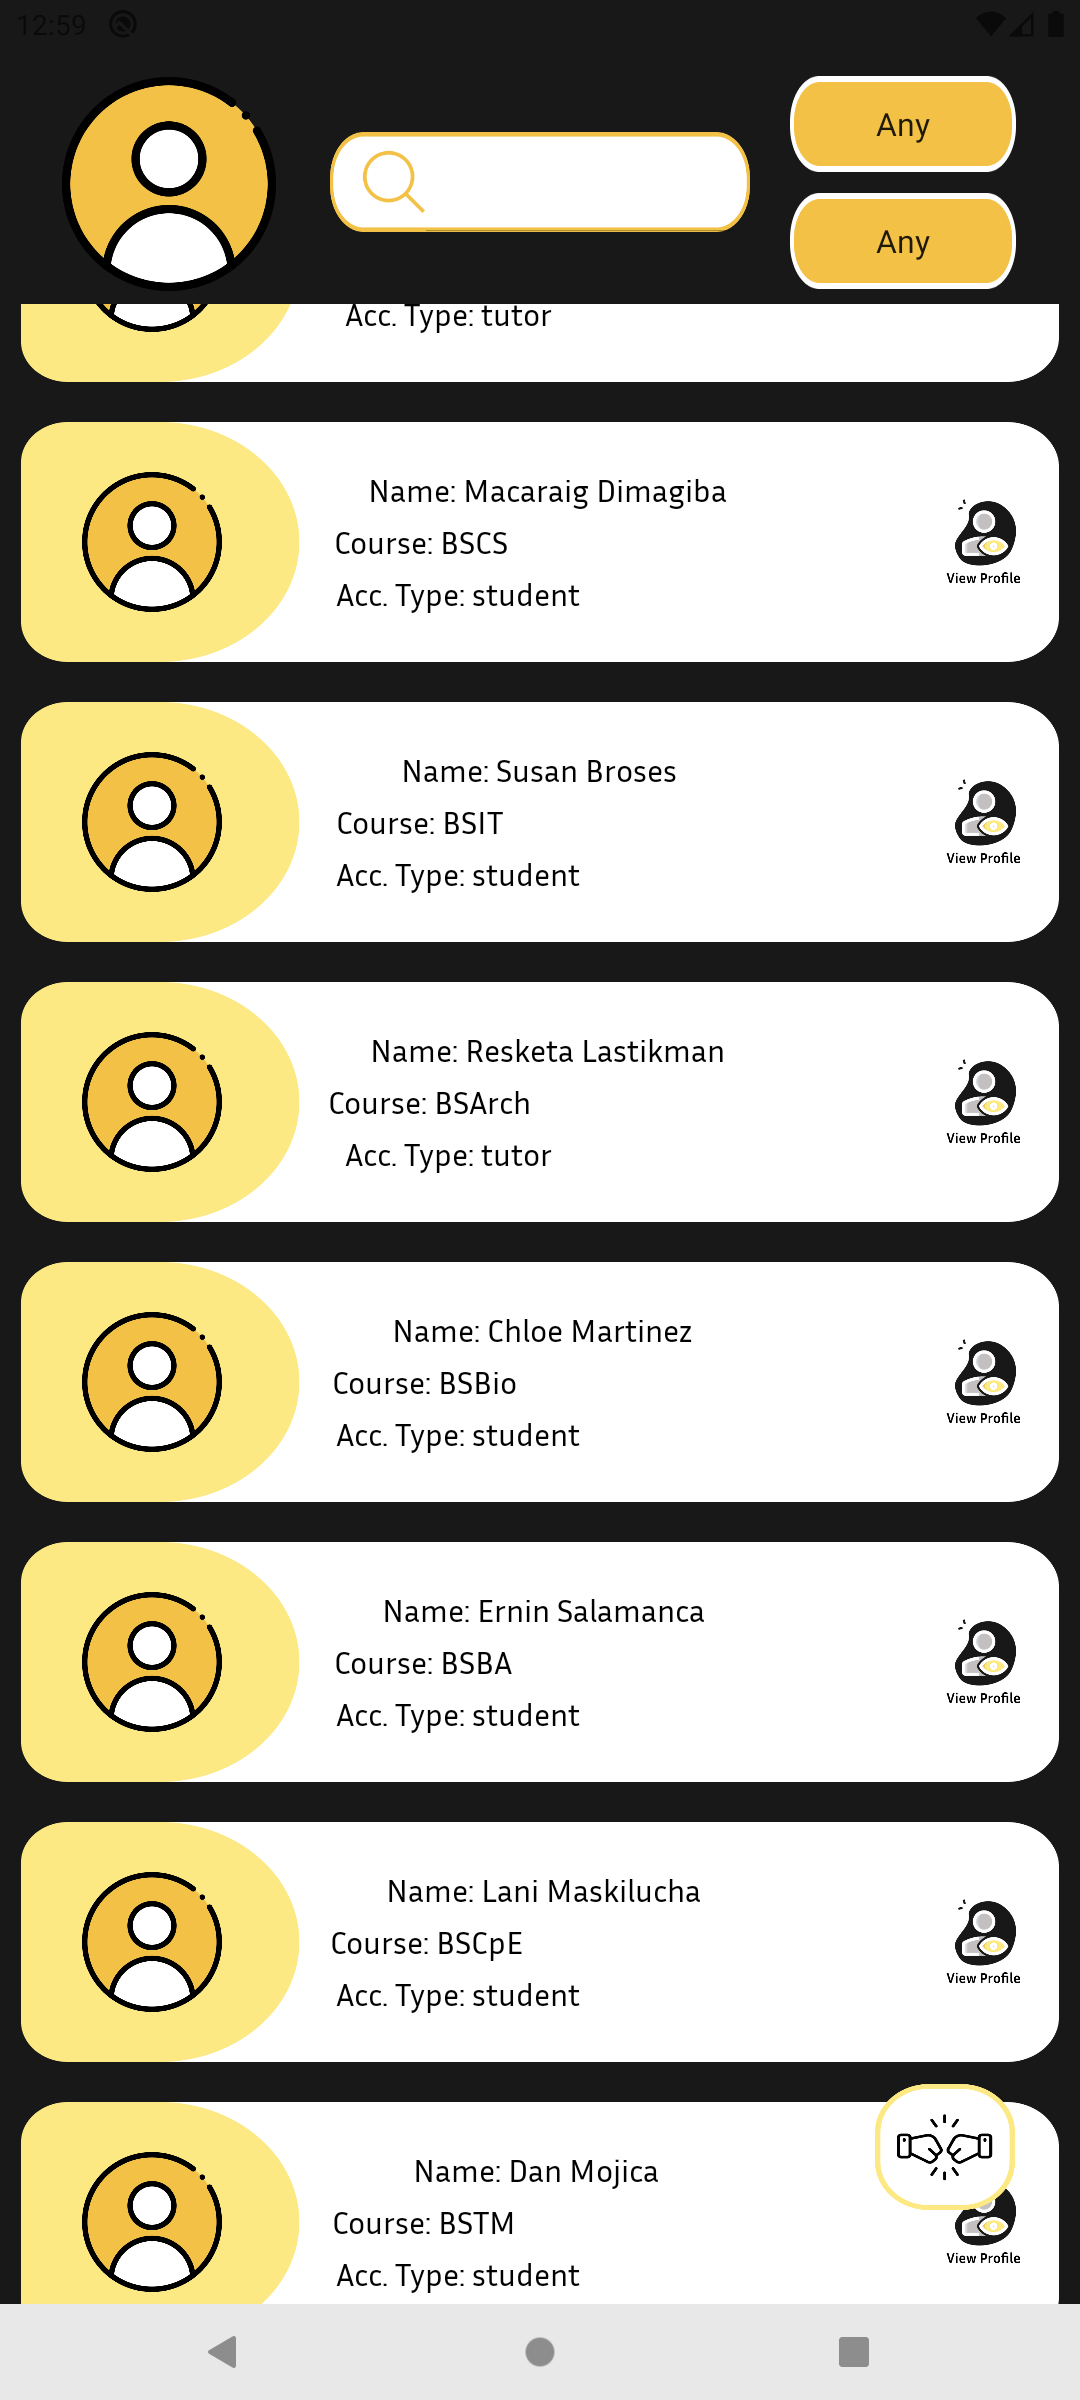 12:59
Any
Any
Acc. Type: tutor
Name: Macaraig Dimagiba
Course: BSCS
Acc. Type: student
View Profile
Name: Susan Broses
Course: BSIT
Acc. Type: student
View Profile
Name: Resketa Lastikman
Course: BSArch
Acc. Type: tutor
View Profile
Name: Chloe Martinez
Course: BSBio
Acc. Type: student
View Profile
Name: Ernin Salamanca
Course: BSBA
Acc. Type: student
View Profile
Name: Lani Maskilucha
Course: BSCpE
Acc. Type: student
View Profile
Name: Dan Mojica
Course: BSTM
Acc. Type: student
View Profile